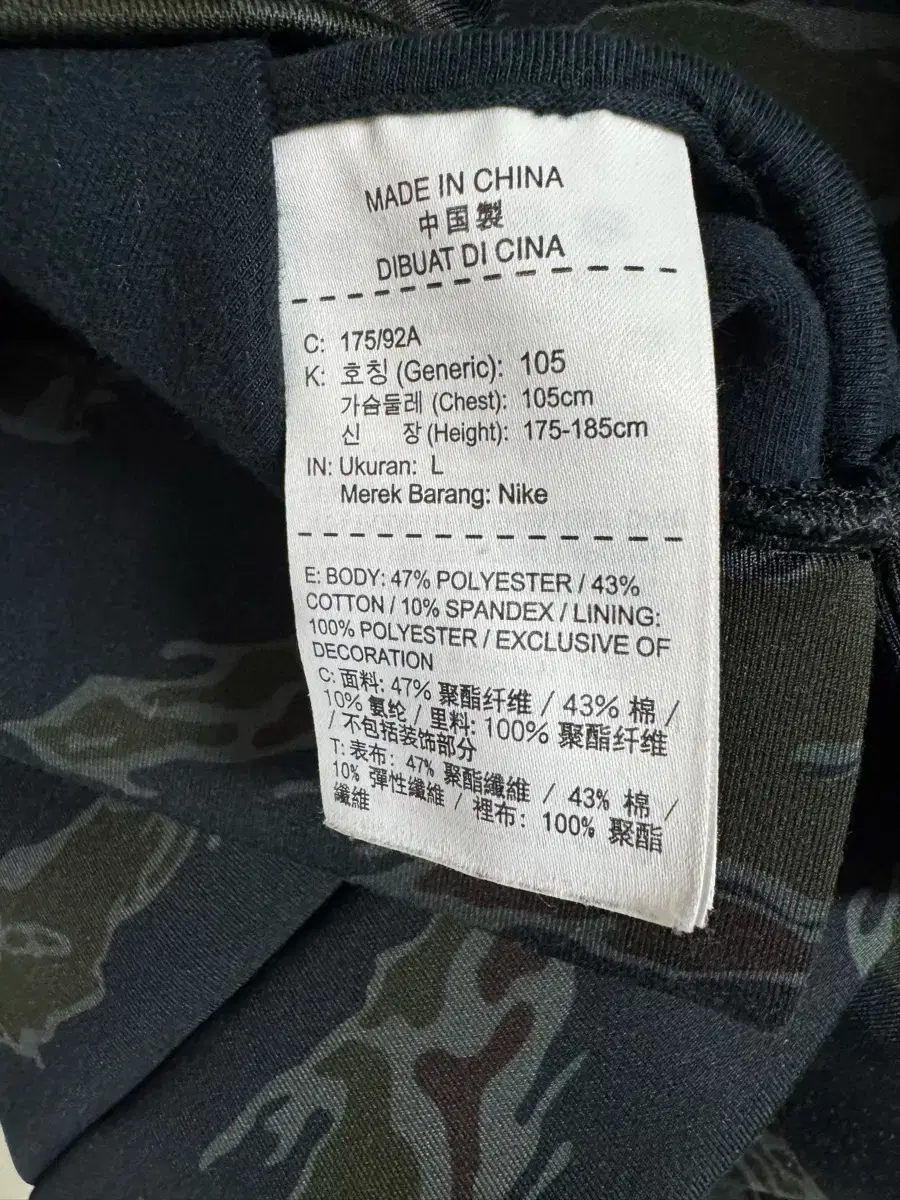 MADE IN CHINA
中国製
DIBUAT DI CINA
C: 175/92A
K: 호칭 (Generic): 105
가슴둘레 (Chest): 105cm
신 장 (Height): 175-185cm
IN: Ukuran: L
Merek Barang: Nike
E: BODY: 47% POLYESTER / 43%
COTTON / 10% SPANDEX / LINING:
100% POLYESTER / EXCLUSIVE OF
DECORATION
C: 面料: 47% 聚酯纤维 / 43% 棉 /
10% 氨纶 / 里料: 100% 聚酯纤维
/ 不包括装饰部分
T: 表布: 47% 聚酯纖維 / 43% 棉 /
10% 彈性纖維 / 裡布: 100% 聚酯
纖維